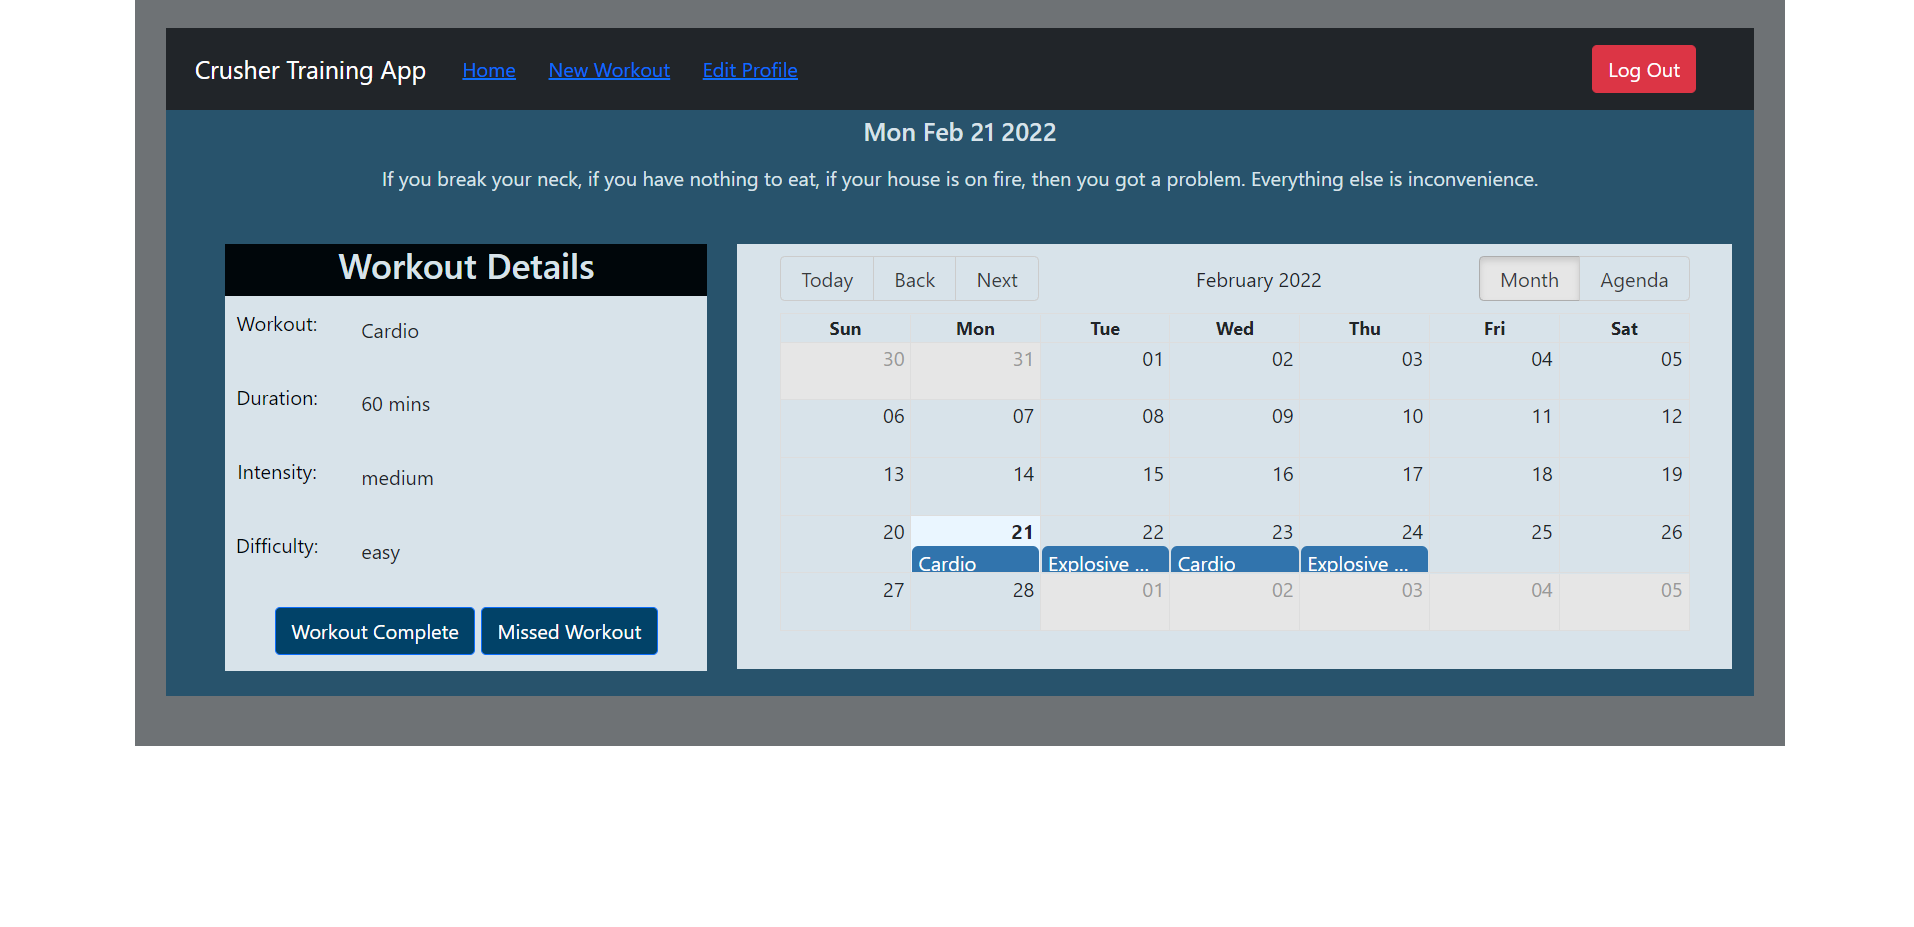 Crusher Training App Home New Workout Edit Profile Log Out
Mon Feb 21 2022
If you break your neck, if you have nothing to eat, if your house is on fire, then you got a problem. Everything else is inconvenience.
Workout Details
Workout: Cardio
Duration: 60 mins
Intensity: medium
Difficulty: easy
Workout Complete Missed Workout
Today Back Next February 2022 Month Agenda
Sun Mon Tue Wed Thu Fri Sat
30 31 01 02 03 04 05
06 07 08 09 10 11 12
13 14 15 16 17 18 19
20 21 22 23 24 25 26
Cardio Explosive ... Cardio Explosive ...
27 28 01 02 03 04 05